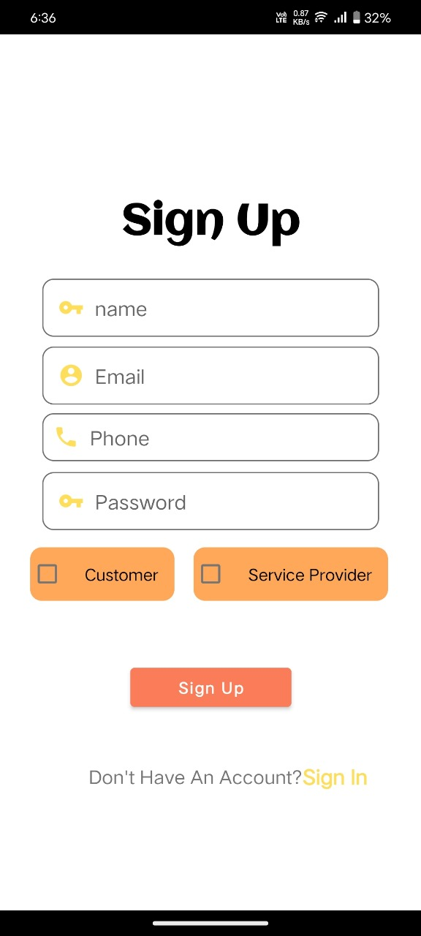 6:36 Vo) LTE 0.87 KB/s 32%
Sign Up
name
Email
Phone
Password
Customer Service Provider
Sign Up
Don't Have An Account?Sign In